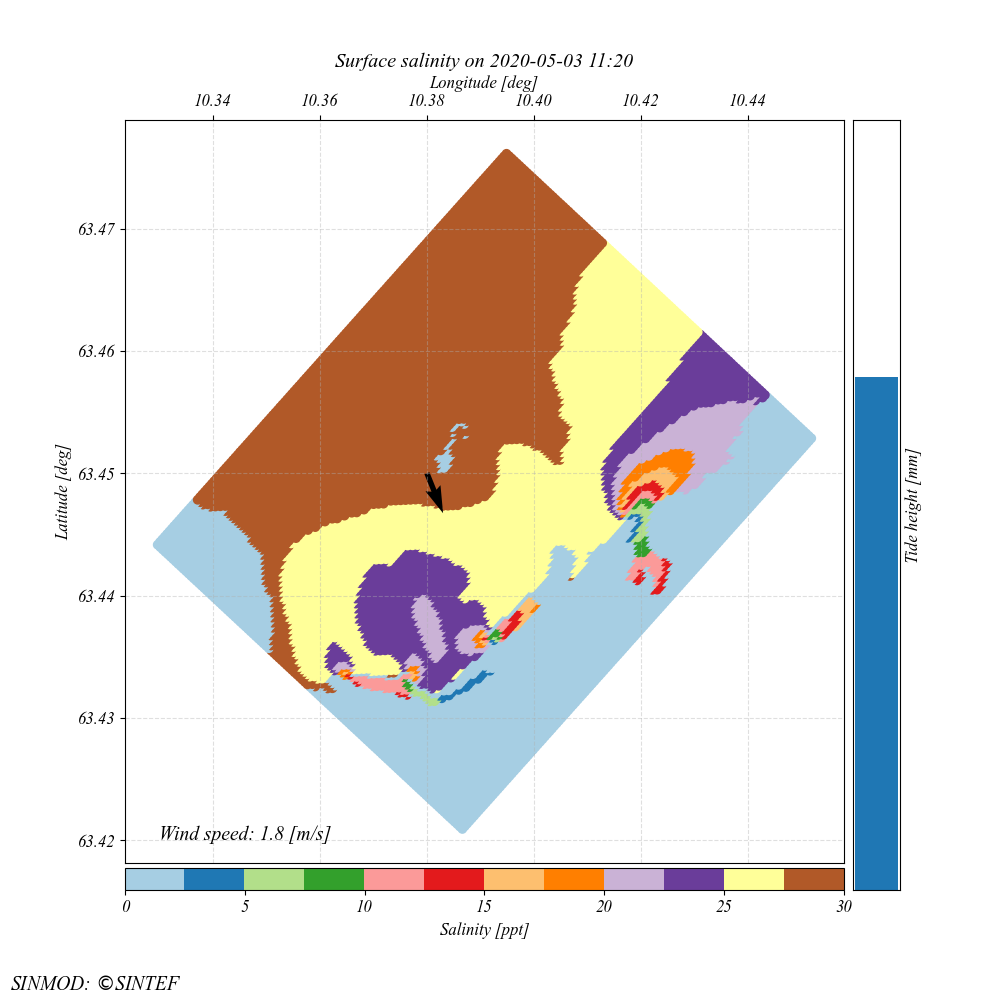 Surface salinity on 2020-05-03 11:20
Longitude [deg]
10.34 10.36 10.38 10.40 10.42 10.44
63.47
63.46
63.45
63.44
63.43
63.42
Latitude [deg]
Tide height [mm]
Wind speed: 1.8 [m/s]
0 5 10 15 20 25 30
Salinity [ppt]
SINMOD: ©SINTEF